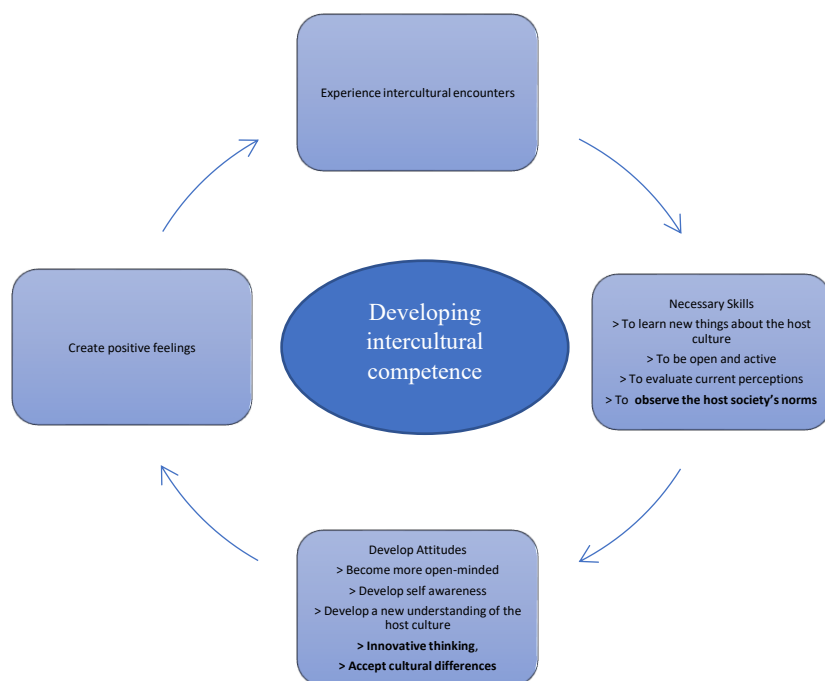 Experience intercultural encounters
Necessary Skills
> To learn new things about the host
culture
> To be open and active
> To evaluate current perceptions
> To observe the host society's norms
Develop Attitudes
> Become more open-minded
> Develop self awareness
> Develop a new understanding of the
host culture
> Innovative thinking,
> Accept cultural differences
Create positive feelings
Developing
intercultural
competence